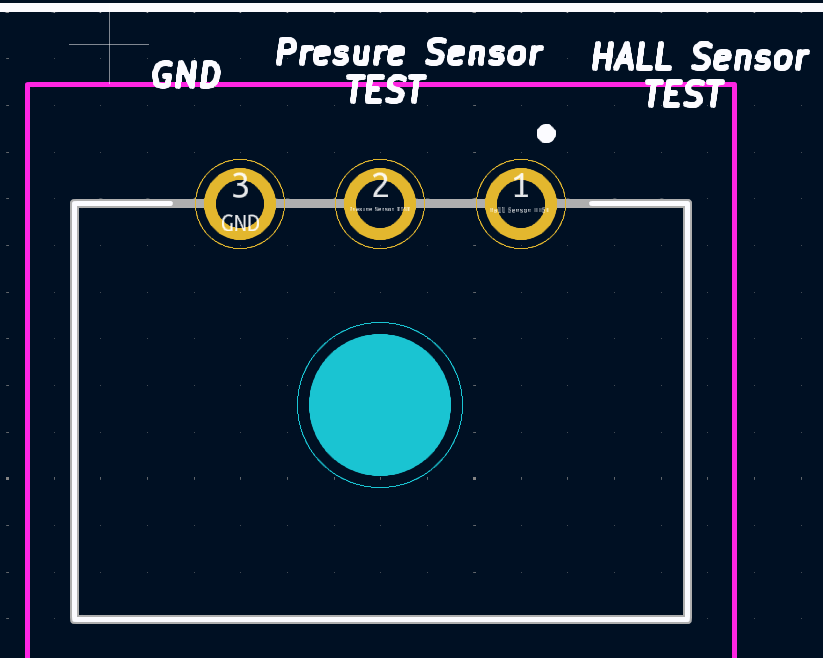 Presure Sensor
HALL Sensor
GND
TEST
TEST
3
2
1
GND